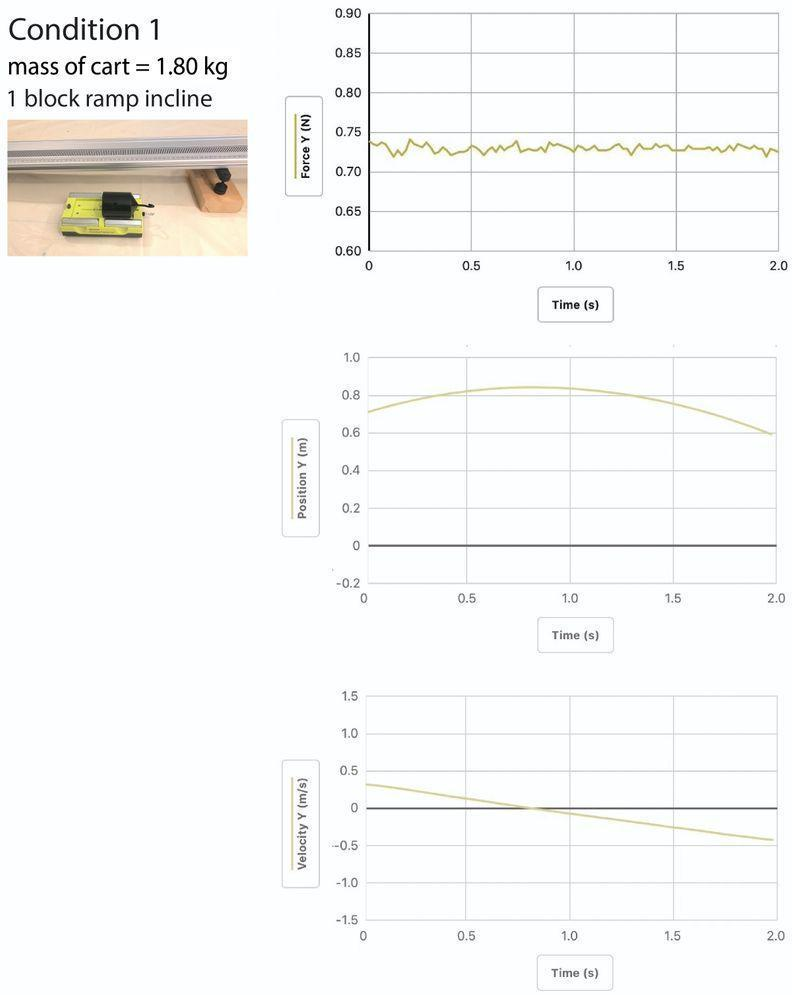 Condition 1
mass of cart = 1.80 kg
1 block ramp incline
0.90
0.85
0.80
0.75
0.70
0.65
0.60
Force Y (N)
0 0.5 1.0 1.5 2.0
Time (s)
1.0
0.8
0.6
0.4
0.2
0
-0.2
Position Y (m)
0 0.5 1.0 1.5 2.0
Time (s)
1.5
1.0
0.5
0
-0.5
-1.0
-1.5
Velocity Y (m/s)
0 0.5 1.0 1.5 2.0
Time (s)